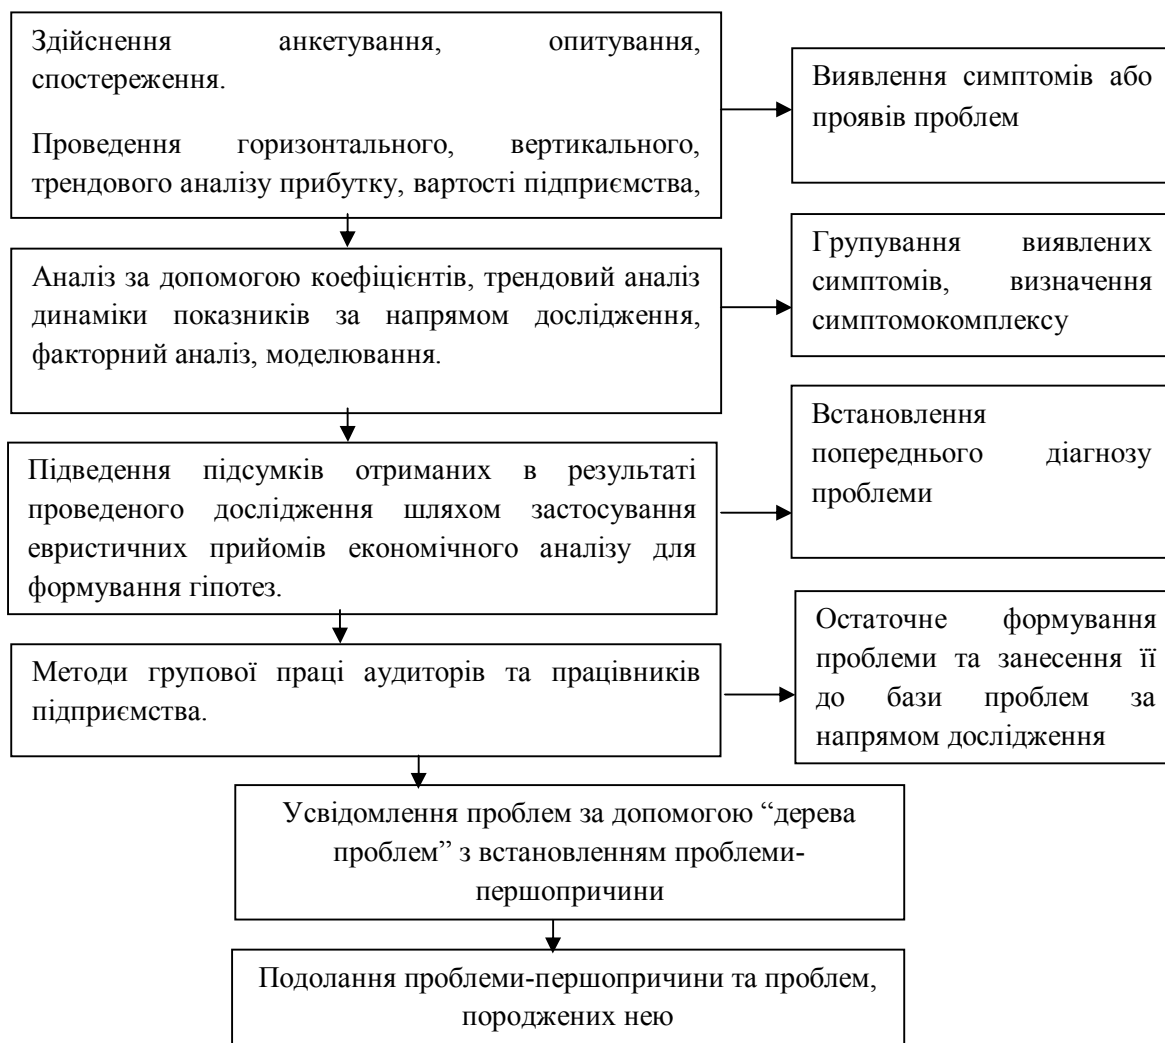 Здійснення анкетування, опитування,
спостереження.
Проведення горизонтального, вертикального,
трендового аналізу прибутку, вартості підприємства,
Виявлення симптомів або
проявів проблем
Аналіз за допомогою коефіцієнтів, трендовий аналіз
динаміки показників за напрямом дослідження,
факторний аналіз, моделювання.
Групування виявлених
симптомів, визначення
симптомокомплексу
Підведення підсумків отриманих в результаті
проведеного дослідження шляхом застосування
евристичних прийомів економічного аналізу для
формування гіпотез.
Встановлення
попереднього діагнозу
проблеми
Методи групової праці аудиторів та працівників
підприємства.
Остаточне формування
проблеми та занесення її
до бази проблем за
напрямом дослідження
Усвідомлення проблем за допомогою “дерева
проблем” з встановленням проблеми-
першопричини
Подолання проблеми-першопричини та проблем,
породжених нею